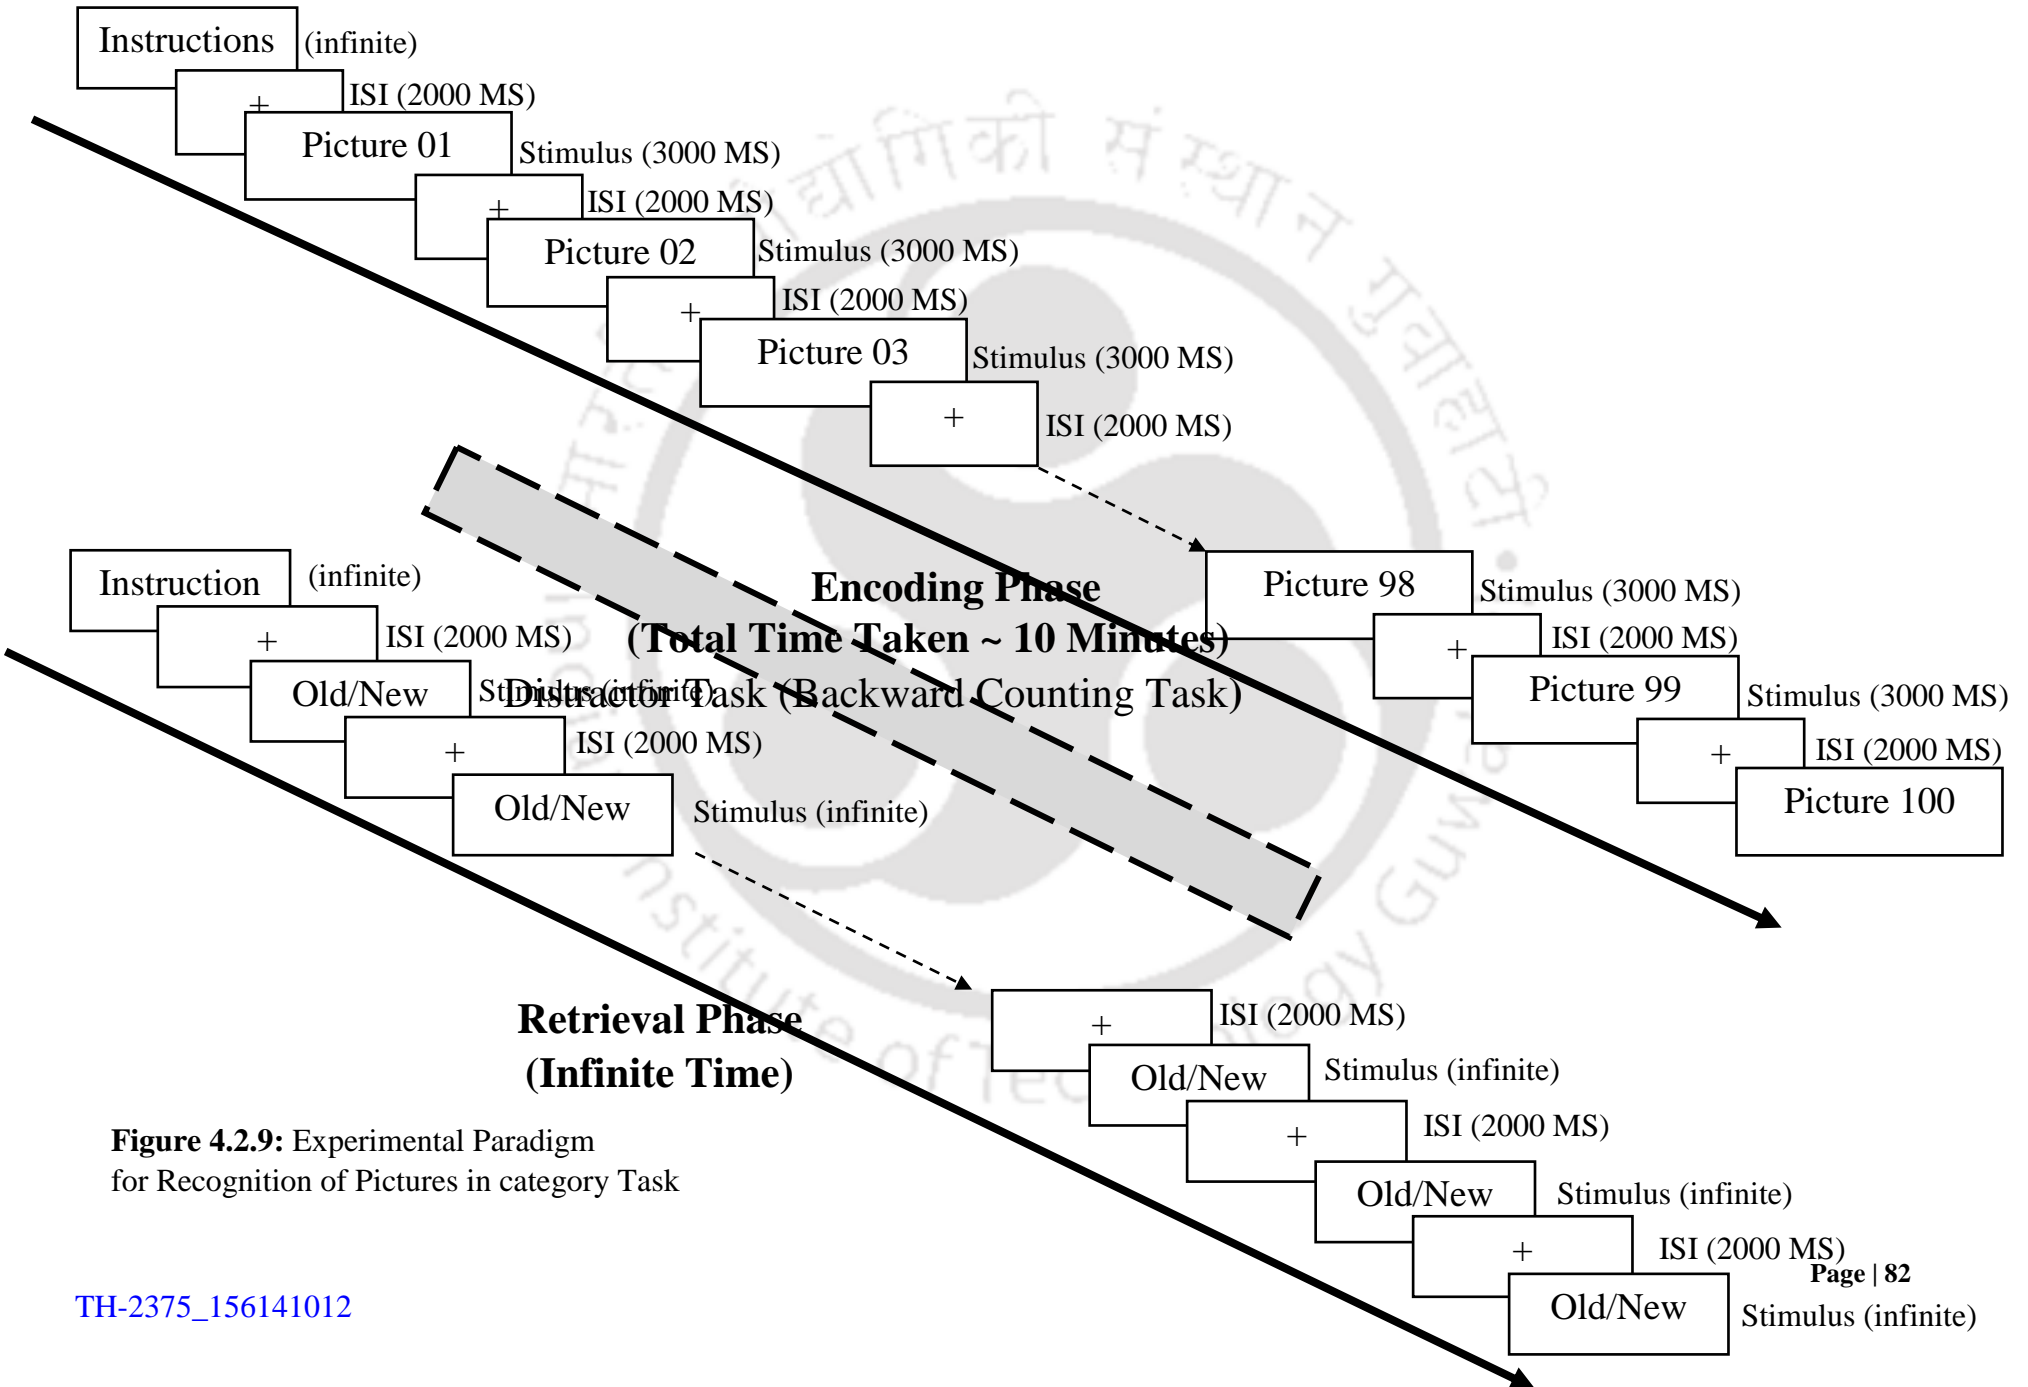 Instructions
(infinite)
+
ISI (2000 MS)
Picture 01
Stimulus (3000 MS)
+
ISI (2000 MS)
Picture 02
Stimulus (3000 MS)
+
ISI (2000 MS)
Picture 03
Stimulus (3000 MS)
+
ISI (2000 MS)
Picture 98
Stimulus (3000 MS)
+
ISI (2000 MS)
Picture 99
Stimulus (3000 MS)
+
ISI (2000 MS)
Picture 100
Encoding Phase
(Total Time Taken ~ 10 Minutes)
Distractor Task (Backward Counting Task)
Instruction
(infinite)
+
ISI (2000 MS)
Old/New
Stimulus (infinite)
+
ISI (2000 MS)
Old/New
Stimulus (infinite)
+
ISI (2000 MS)
Old/New
Stimulus (infinite)
+
ISI (2000 MS)
Old/New
Stimulus (infinite)
+
ISI (2000 MS)
Old/New
Stimulus (infinite)
Retrieval Phase
(Infinite Time)
Figure 4.2.9: Experimental Paradigm
for Recognition of Pictures in category Task
Page | 82
TH-2375_156141012